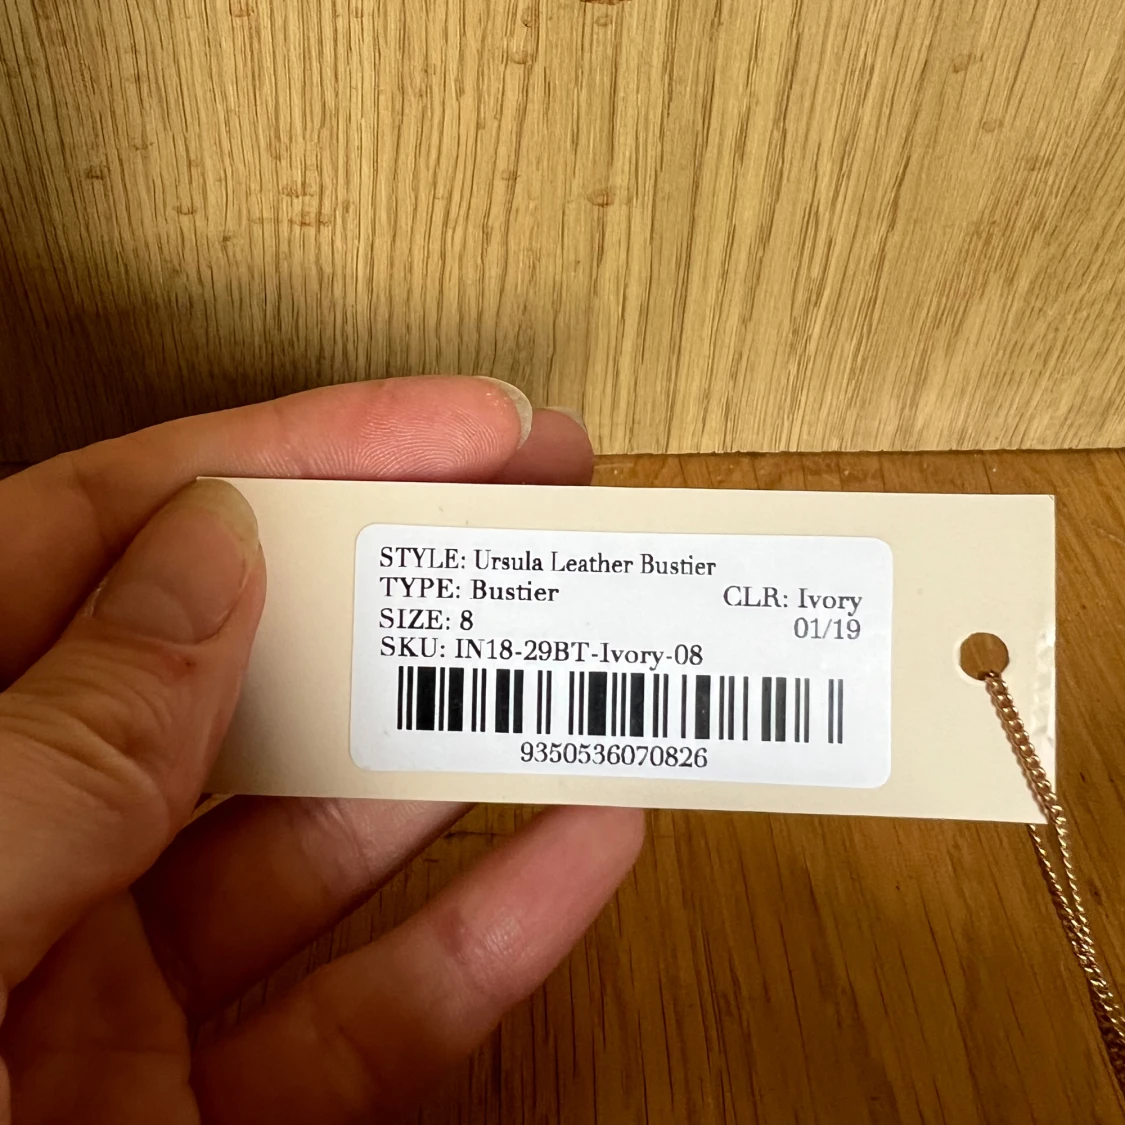 STYLE: Ursula Leather Bustier
TYPE: Bustier CLR: Ivory
SIZE: 8 01/19
SKU: IN18-29BT-Ivory-08
9350536070826